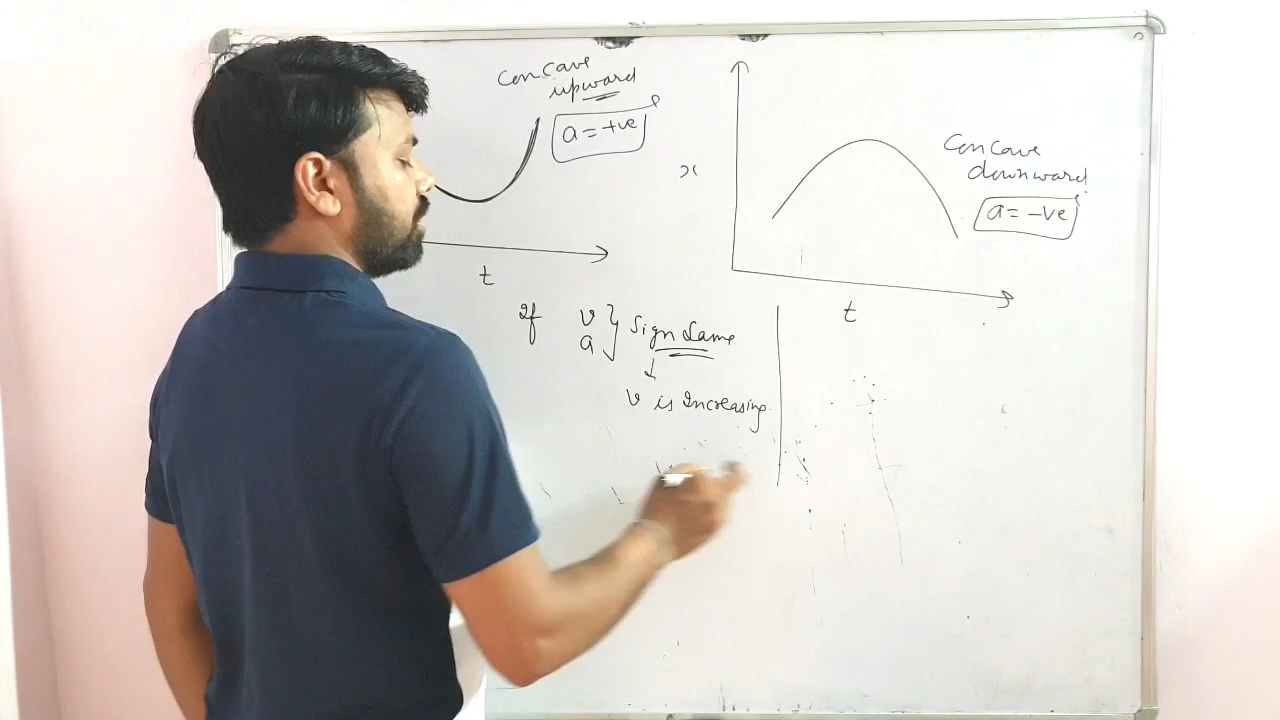 Concave
upward
a = +ve
t
x
Concave
downward
a = -ve
t
If v } Sign Same
a
↓
v is Increasing